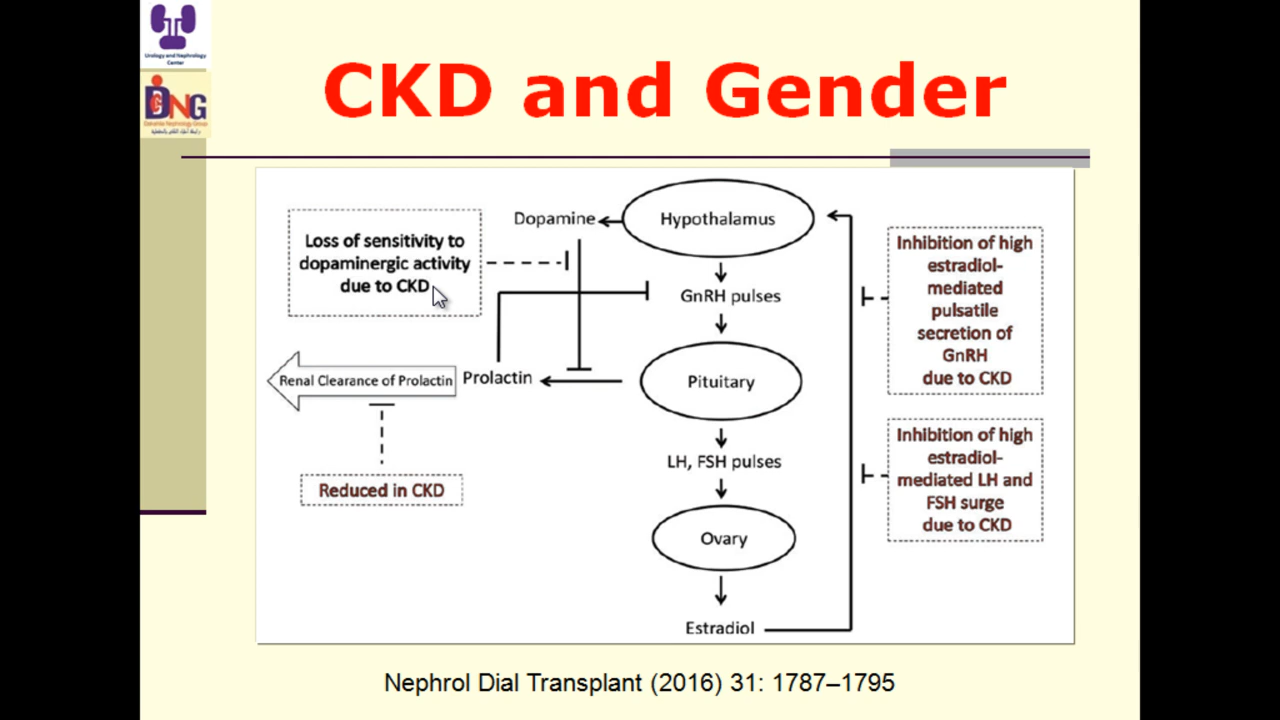 Urology and Nephrology
Center
CKD and Gender
Dopamine
Hypothalamus
Loss of sensitivity to
dopaminergic activity
due to CKD
Inhibition of high
estradiol-
mediated
pulsatile
secretion of
GnRH
due to CKD
GnRH pulses
Renal Clearance of Prolactin
Prolactin
Pituitary
LH, FSH pulses
Inhibition of high
estradiol-
mediated LH and
FSH surge
due to CKD
Reduced in CKD
Ovary
Estradiol
Nephrol Dial Transplant (2016) 31: 1787–1795